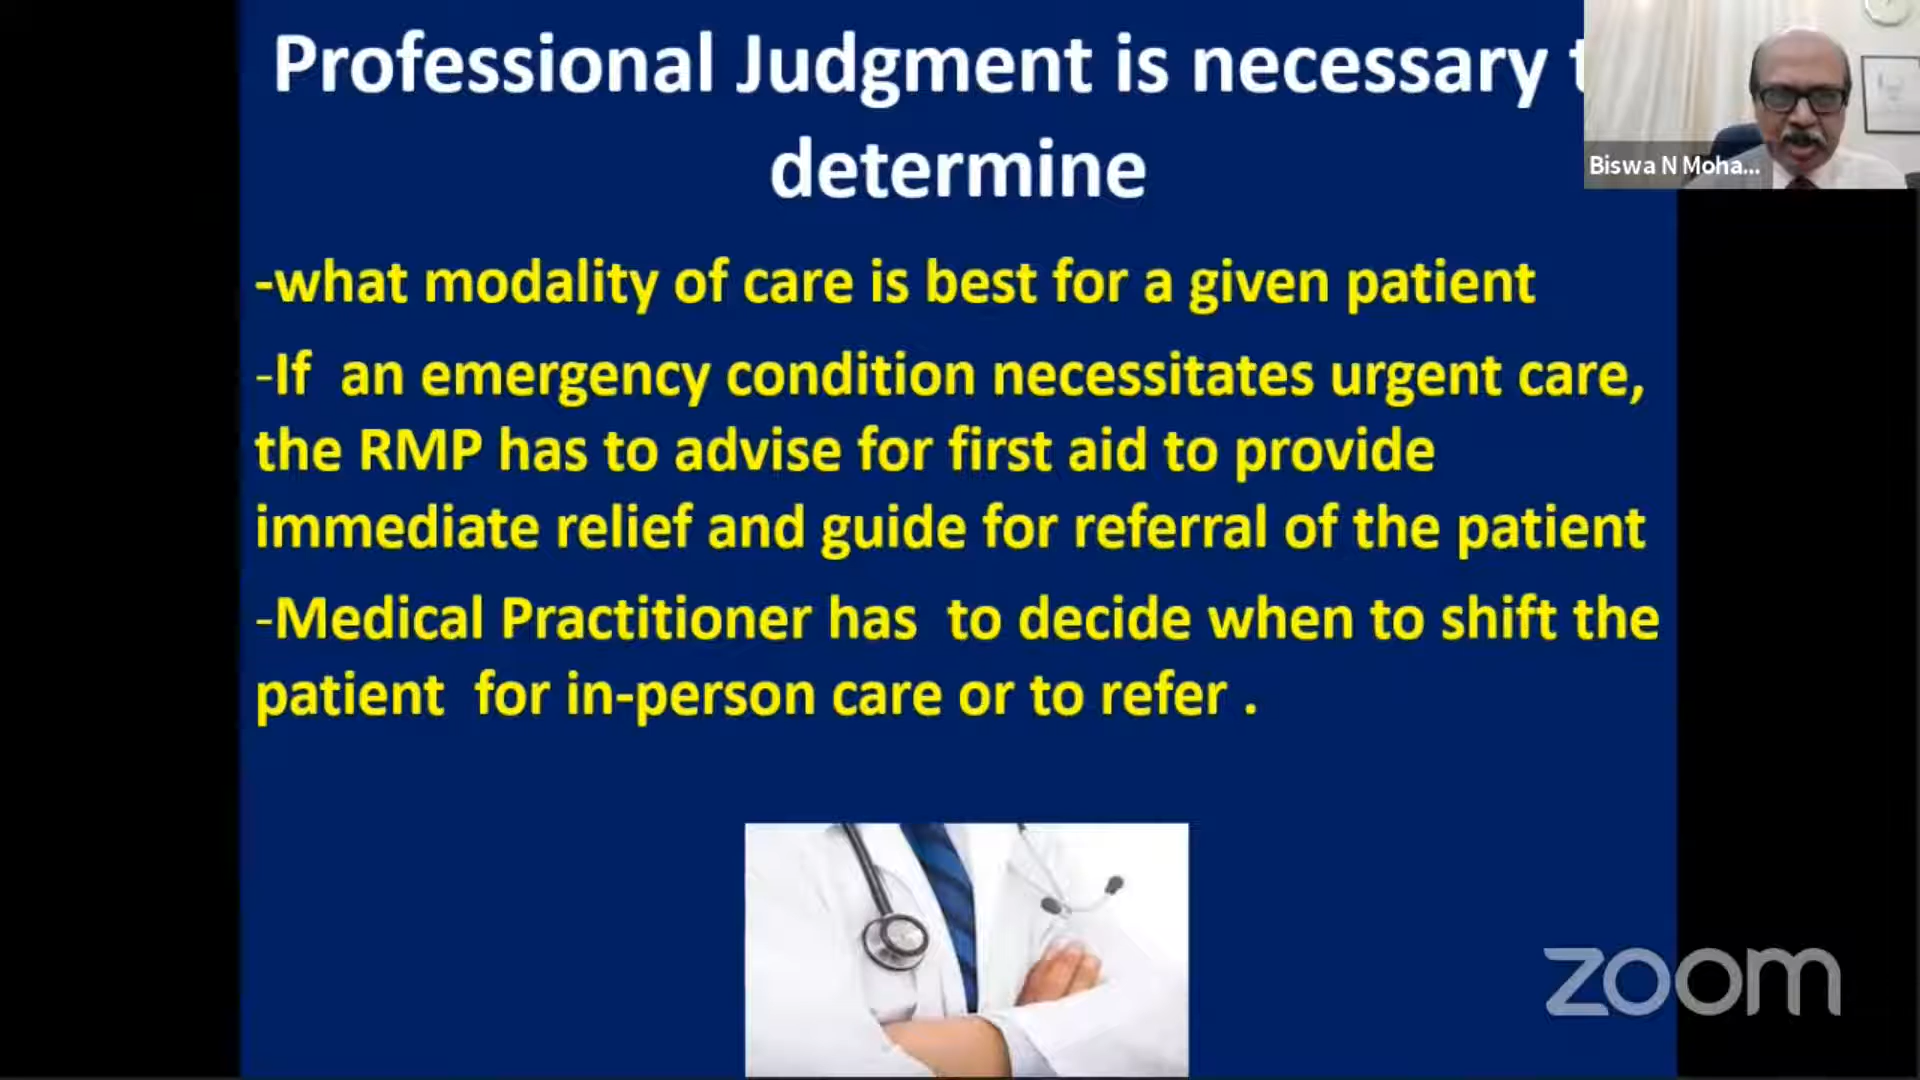 Professional Judgment is necessary
determine
Biswa N Moha...
-what modality of care is best for a given patient
-If an emergency condition necessitates urgent care,
the RMP has to advise for first aid to provide
immediate relief and guide for referral of the patient
-Medical Practitioner has to decide when to shift the
patient for in-person care or to refer .
zoom